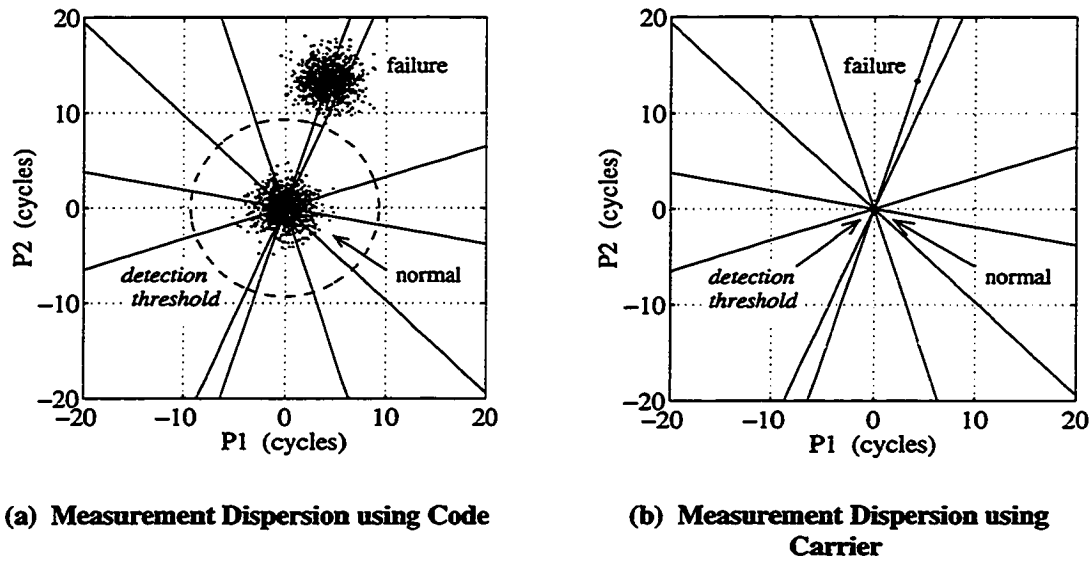 20
10
0
−10
−20
P2 (cycles)
failure
normal
detection
threshold
−20 −10 0 10 20
P1 (cycles)
(a) Measurement Dispersion using Code
20
10
0
−10
−20
P2 (cycles)
failure
normal
detection
threshold
−20 −10 0 10 20
P1 (cycles)
(b) Measurement Dispersion using
Carrier